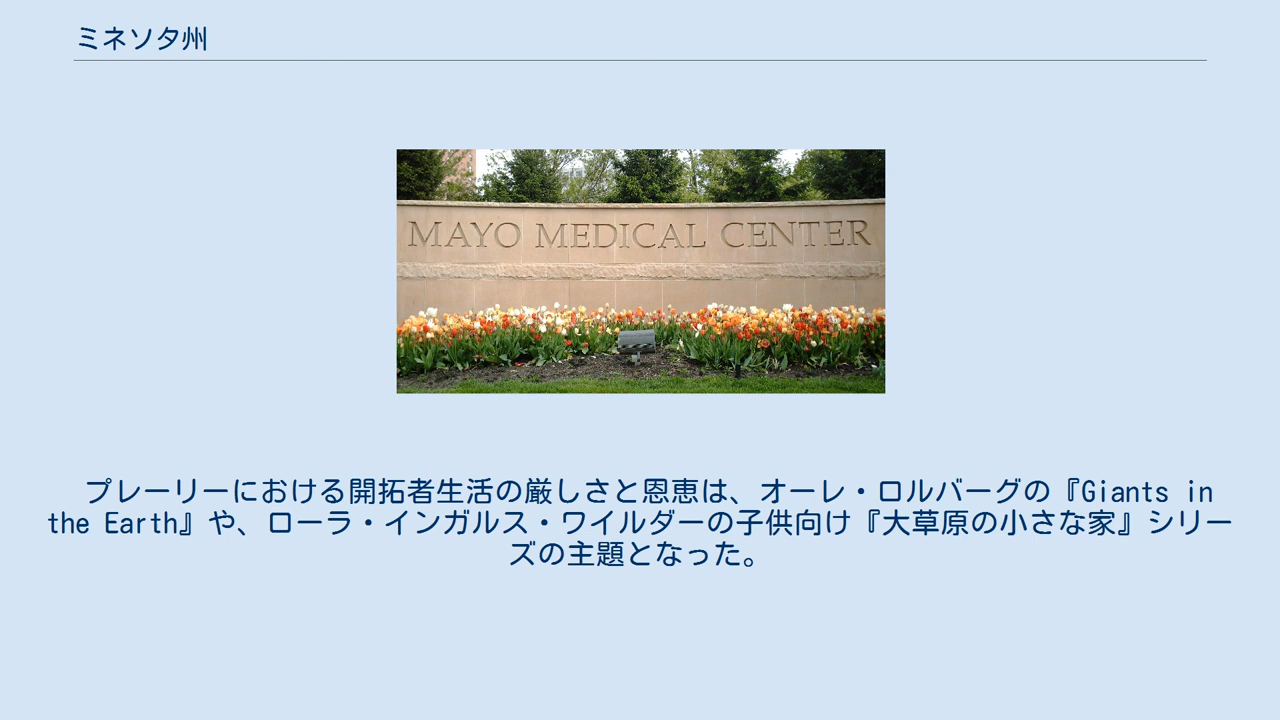 ミネソタ州
MAYO MEDICAL CENTER
プレーリーにおける開拓者生活の厳しさと恩恵は、オーレ・ロルバーグの『Giants in
the Earth』や、ローラ・インガルス・ワイルダーの子供向け『大草原の小さな家』シリー
ズの主題となった。